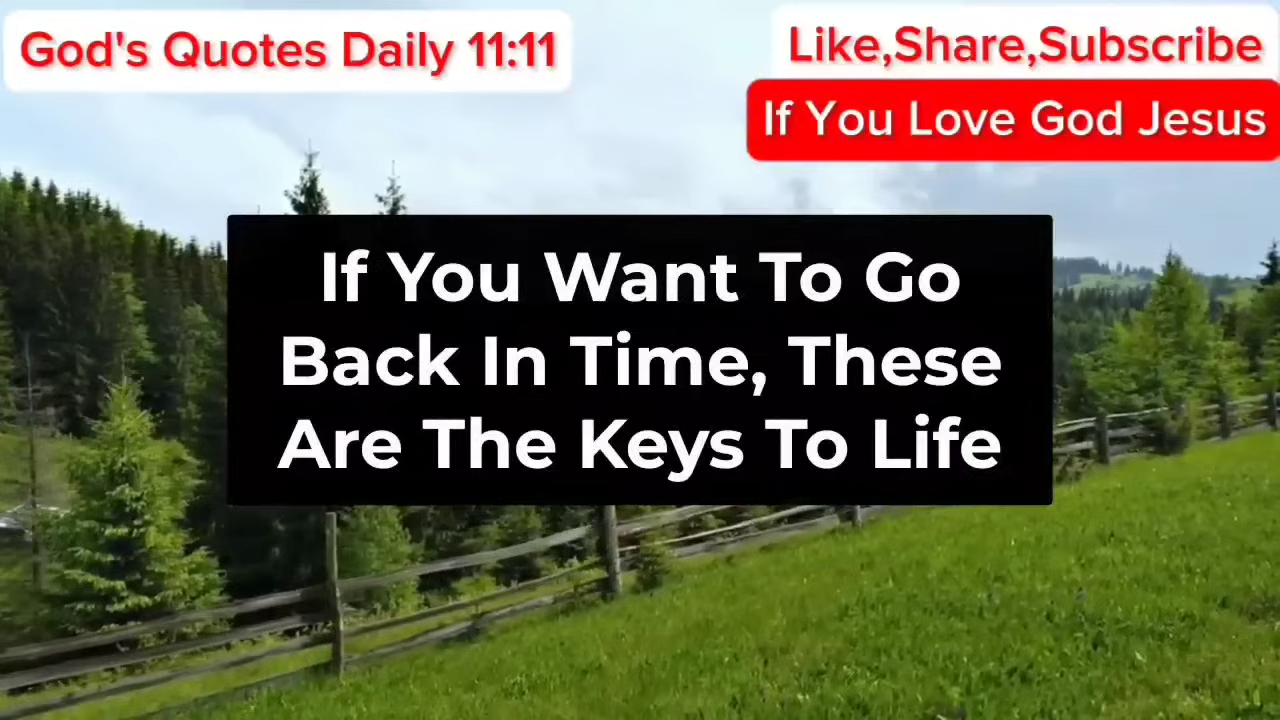 God's Quotes Daily 11:11
Like,Share,Subscribe
If You Love God Jesus
If You Want To Go
Back In Time, These
Are The Keys To Life